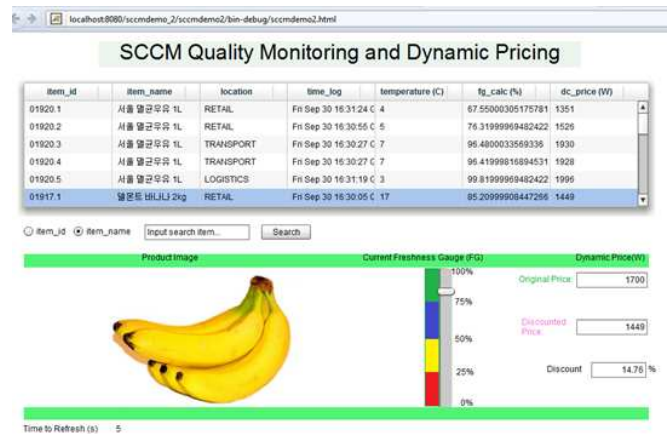 localhost:8080/sccmdemo_2/sccmdemo2/bin-debug/sccmdemo2.html
SCCM Quality Monitoring and Dynamic Pricing
item_id item_name location time_log temperature (C) fg_calc (%) dc_price (W)
01920.1 서울 멸균우유 1L RETAIL Fri Sep 30 16:31:24 G 4 67.55000305175781 1351
01920.2 서울 멸균우유 1L RETAIL Fri Sep 30 16:30:55 G 5 76.31999969482422 1526
01920.3 서울 멸균우유 1L TRANSPORT Fri Sep 30 16:30:27 G 7 96.4800033569336 1930
01920.4 서울 멸균우유 1L TRANSPORT Fri Sep 30 16:30:27 G 7 96.41999816894531 1928
01920.5 서울 멸균우유 1L LOGISTICS Fri Sep 30 16:31:19 G 3 99.81999969482422 1996
01917.1 델몬트 바나나 2kg RETAIL Fri Sep 30 16:30:05 G 17 85.20999908447266 1449
item_id item_name Input search item... Search
Product Image Current Freshness Gauge (FG) Dynamic Price(W)
100%
Original Price: 1700
75%
Discounted Price: 1449
50%
Discount 14.76 %
25%
0%
Time to Refresh (s) 5